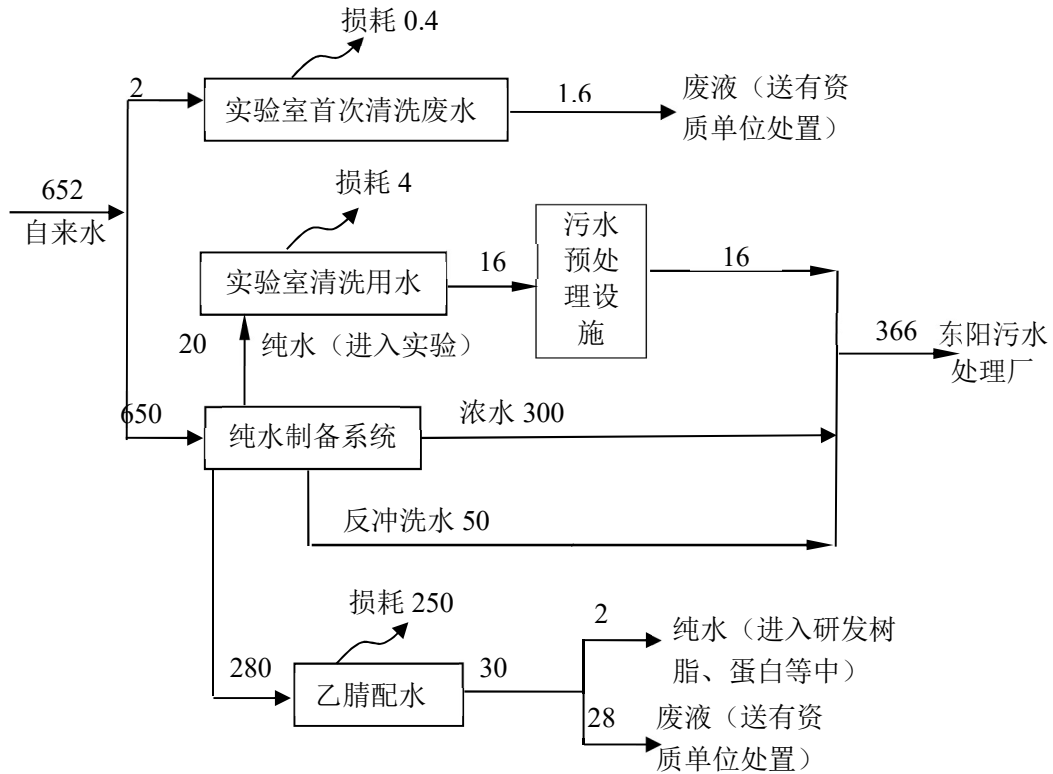 损耗 0.4
2
实验室首次清洗废水
1.6
废液（送有资
质单位处置）
652
自来水
损耗 4
实验室清洗用水
16
污水
预处
理设
施
16
20
纯水（进入实验）
366
东阳污水
处理厂
650
纯水制备系统
浓水 300
反冲洗水 50
损耗 250
280
乙腈配水
30
2
纯水（进入研发树
脂、蛋白等中）
28
废液（送有资
质单位处置）